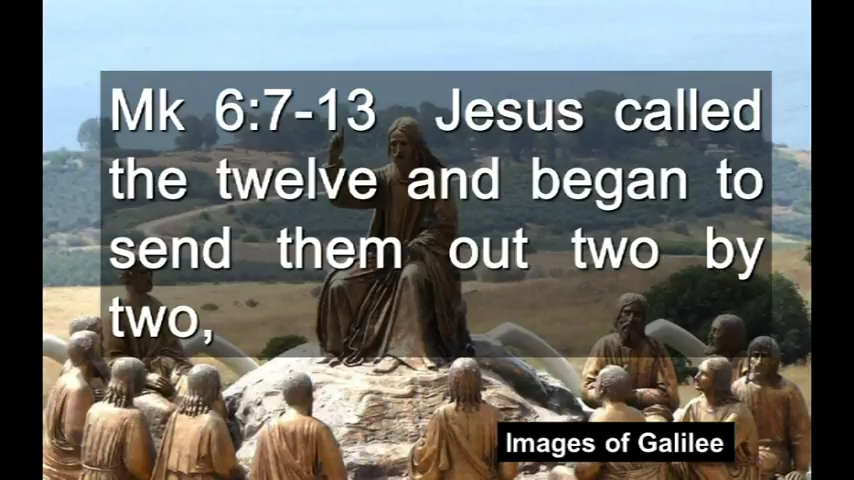 Mk 6:7-13 Jesus called
the twelve and began to
send them out two by
two,
Images of Galilee